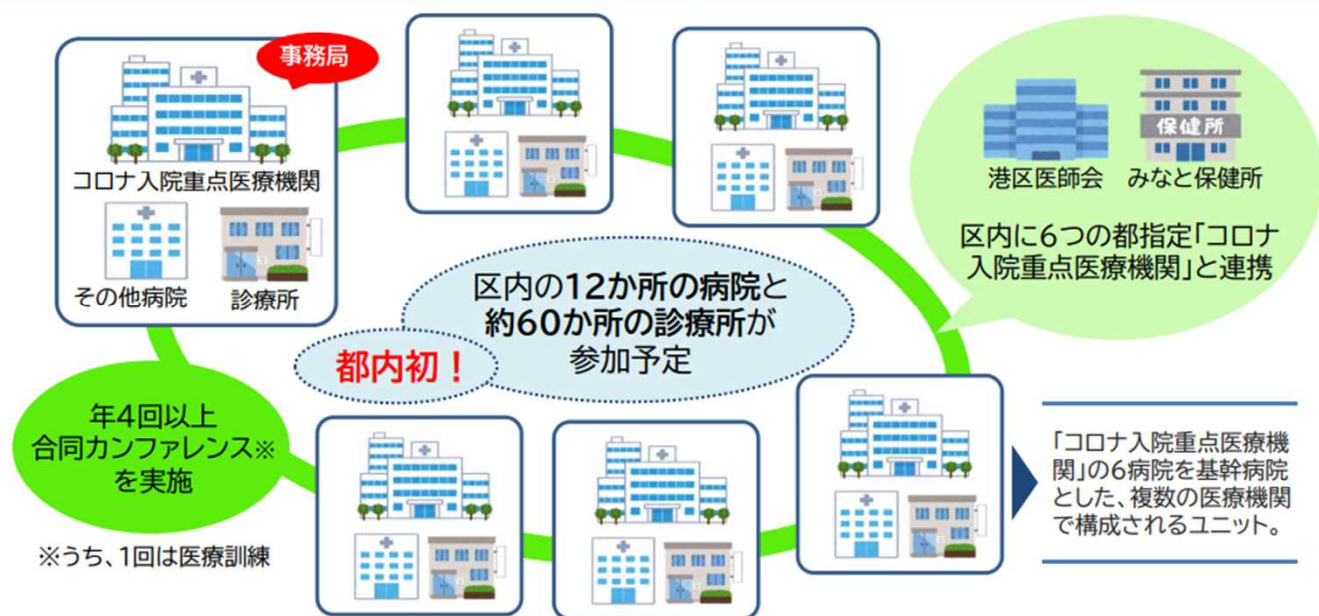 事務局
コロナ入院重点医療機関
その他病院
診療所
保健所
港区医師会
みなと保健所
区内に6つの都指定「コロナ
入院重点医療機関」と連携
区内の12か所の病院と
約60か所の診療所が
参加予定
都内初！
年4回以上
合同カンファレンス※
を実施
※うち、1回は医療訓練
「コロナ入院重点医療機
関」の6病院を基幹病院
とした、複数の医療機関
で構成されるユニット。